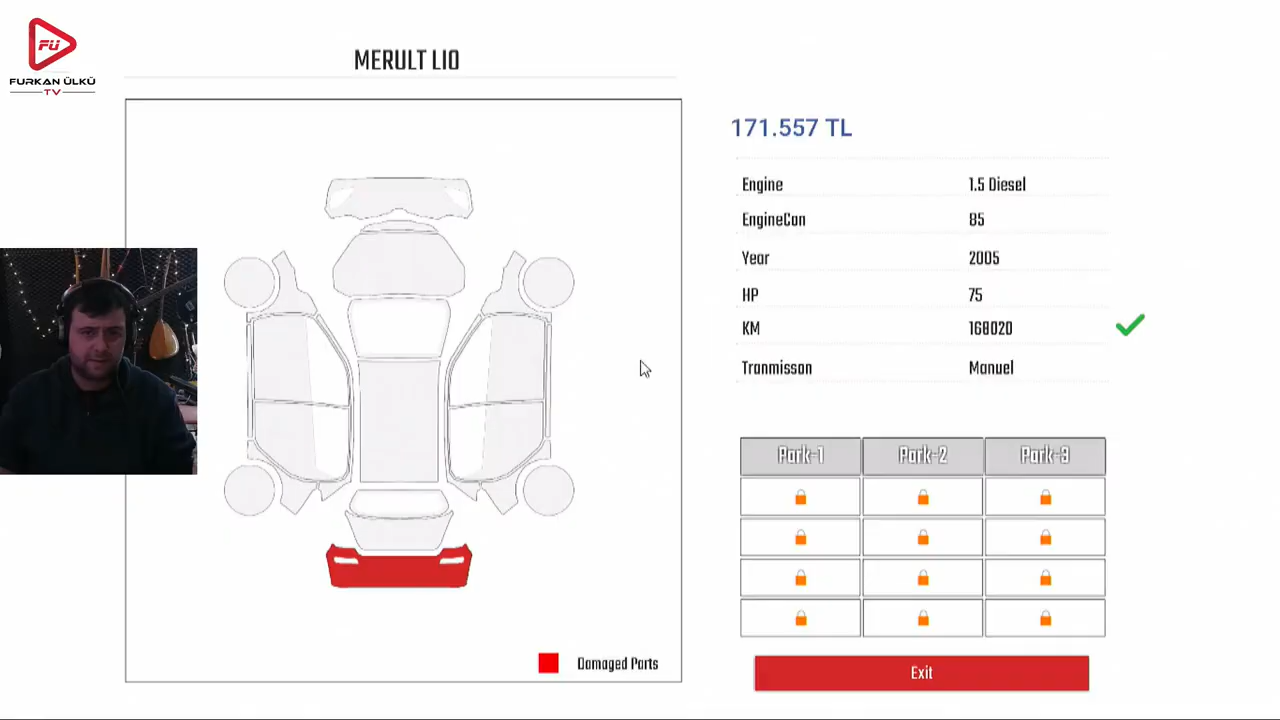 FU
FURKAN ÜLKÜ
TV
MERULT LIO
171.557 TL
Engine 1.5 Diesel
EngineCon 85
Year 2005
HP 75
KM 168020
Tranmisson Manuel
Park-1 Park-2 Park-3
Damaged Parts
Exit